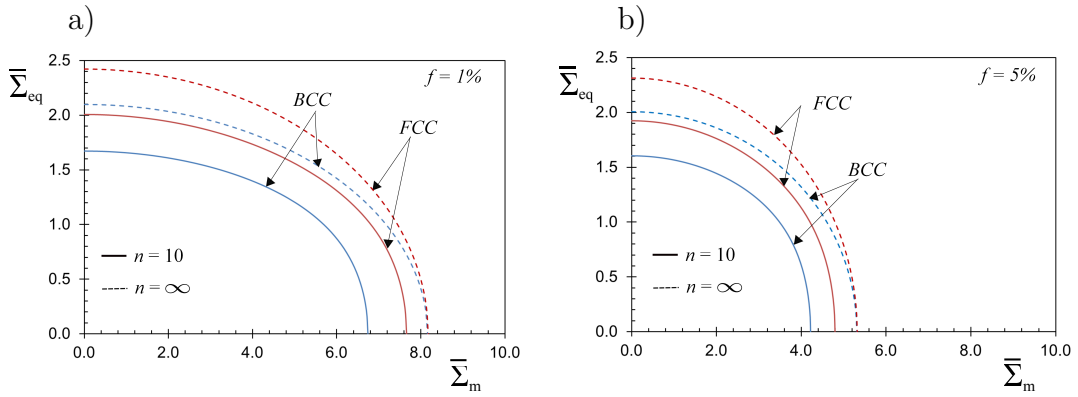 a)
Σ̅eq
2.5
2.0
1.5
1.0
0.5
0.0
f = 1%
BCC
FCC
n = 10
n = ∞
0.0 2.0 4.0 6.0 8.0 10.0
Σ̅m
b)
Σ̅eq
2.5
2.0
1.5
1.0
0.5
0.0
f = 5%
FCC
BCC
n = 10
n = ∞
0.0 2.0 4.0 6.0 8.0 10.0
Σ̅m